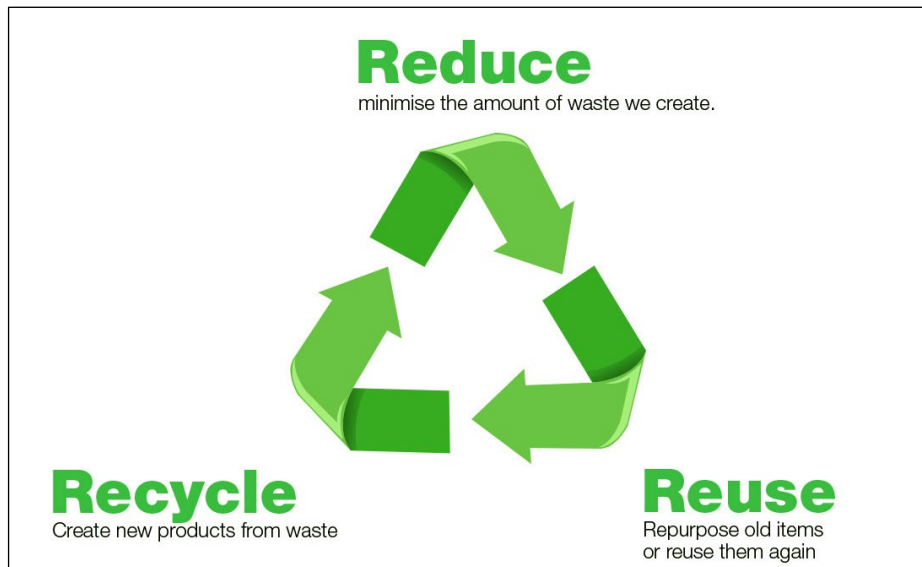 Reduce
minimise the amount of waste we create.
Recycle
Create new products from waste
Reuse
Repurpose old items
or reuse them again